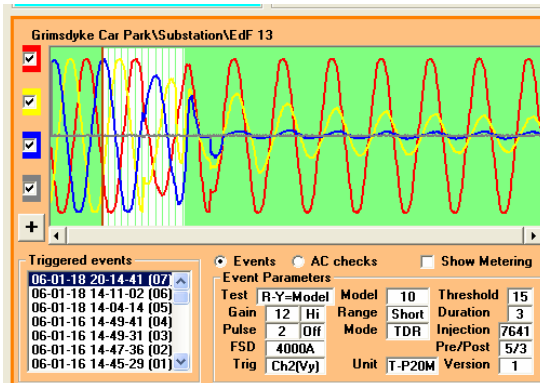 Grimsdyke Car Park\Substation\EdF 13
+
Triggered events
06-01-18 20-14-41 (07)
06-01-18 14-11-02 (06)
06-01-18 14-04-14 (05)
06-01-16 14-49-41 (04)
06-01-16 14-49-31 (03)
06-01-16 14-47-36 (02)
06-01-16 14-45-29 (01)
Events AC checks Show Metering
Event Parameters
Test R-Y=Model Model 10 Threshold 15
Gain 12 Hi Range Short Duration 3
Pulse 2 Off Mode TDR Injection 7641
FSD 4000A Pre/Post 5/3
Trig Ch2(Vy) Unit T-P20M Version 1